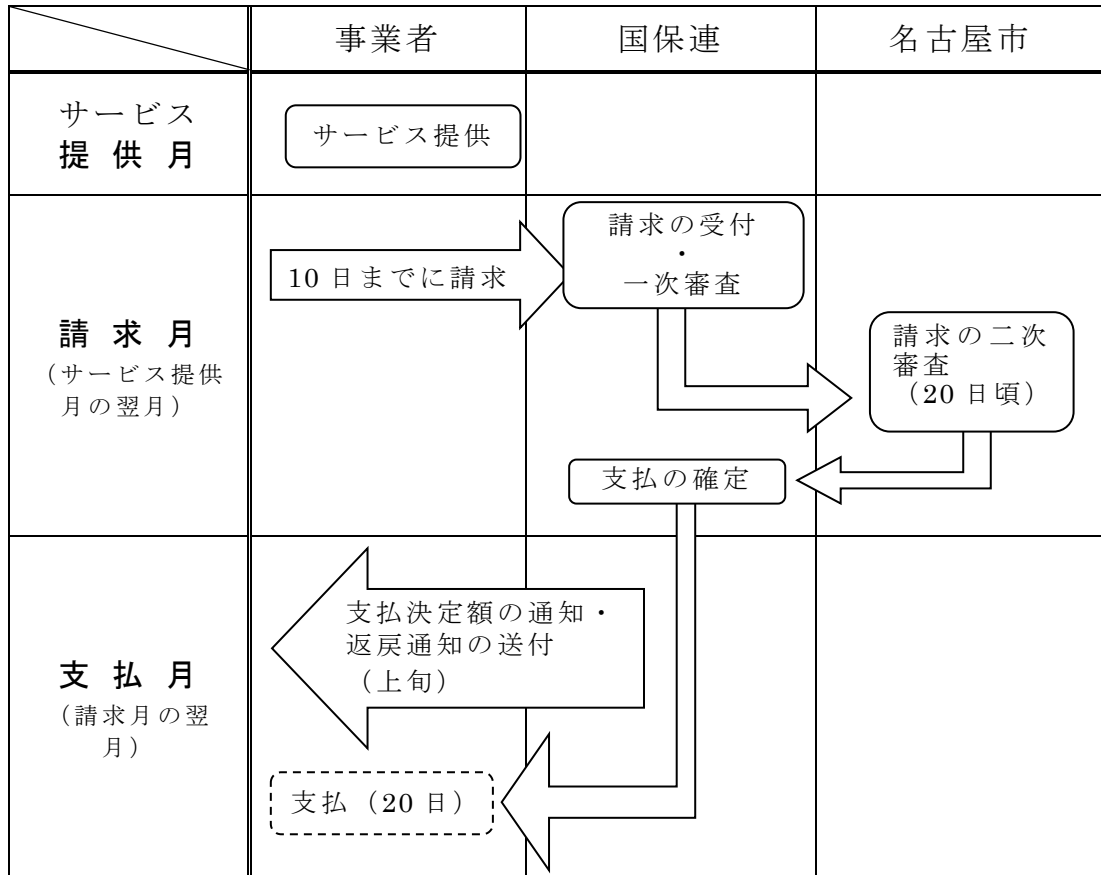 事業者
国保連
名古屋市
サービス
提供月
サービス提供
請求月
（サービス提供
月の翌月）
10日までに請求
請求の受付
・
一次審査
請求の二次
審査
（20日頃）
支払の確定
支払月
（請求月の翌
月）
支払決定額の通知・
返戻通知の送付
（上旬）
支払（20日）